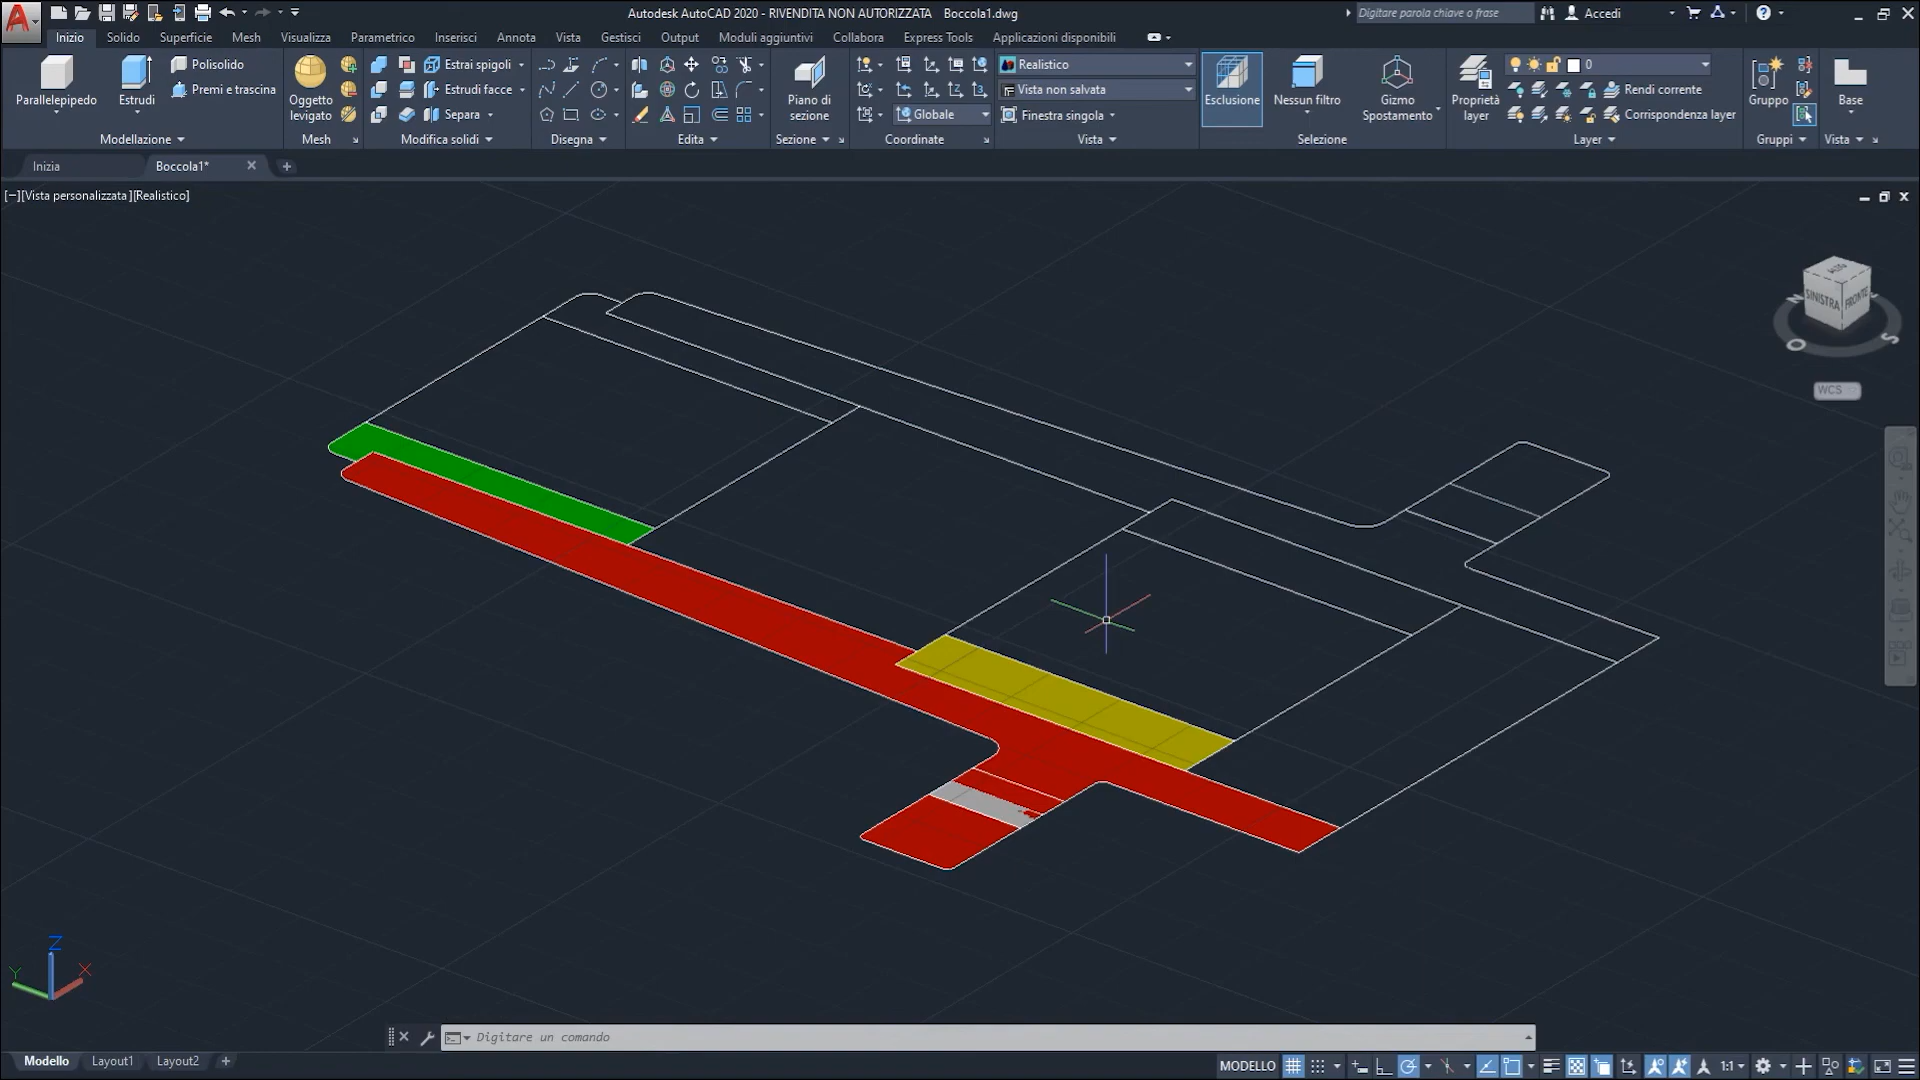 Autodesk AutoCAD 2020 - RIVENDITA NON AUTORIZZATA Boccola1.dwg
Digitare parola chiave o frase
Accedi
Inizio Solido Superficie Mesh Visualizza Parametrico Inserisci Annota Vista Gestisci Output Moduli aggiuntivi Collabora Express Tools Applicazioni disponibili
Parallelepipedo
Estrudi
Polisolido
Premi e trascina
Modellazione
Oggetto
levigato
Mesh
Estrai spigoli
Estrudi facce
Separa
Modifica solidi
Disegna
Edita
Piano di
sezione
Sezione
Globale
Coordinate
Realistico
Vista non salvata
Finestra singola
Vista
Esclusione
Nessun filtro
Gizmo
Spostamento
Selezione
Proprietà
layer
0
Rendi corrente
Corrispondenza layer
Layer
Gruppo
Gruppi
Base
Vista
Inizia
Boccola1*
[−][Vista personalizzata][Realistico]
ALTO
SINISTRA
FRONTE
N
O
S
WCS
Z
Y
X
Digitare un comando
Modello Layout1 Layout2 +
MODELLO
1:1